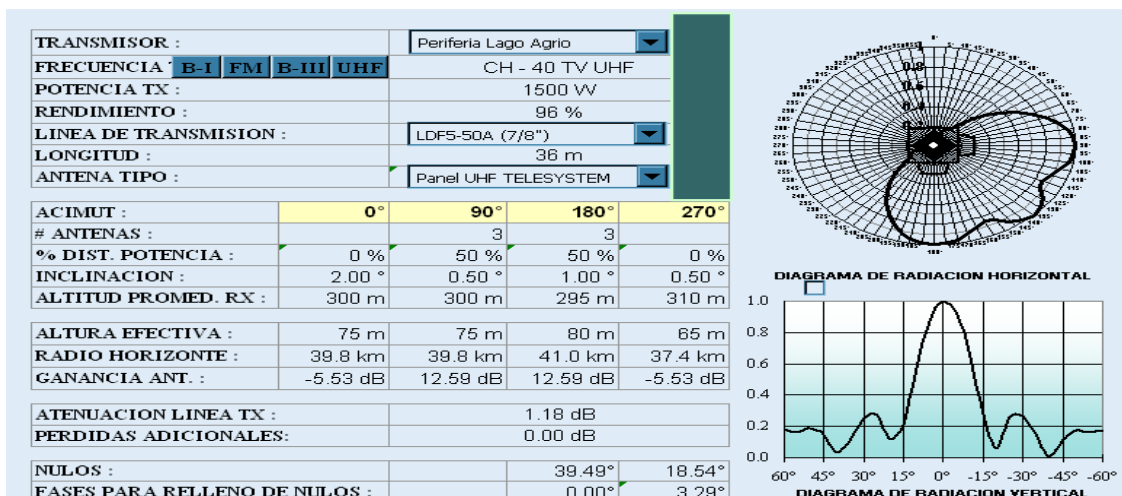 TRANSMISOR : Periferia Lago Agrio
FRECUENCIA B-I FM B-III UHF CH - 40 TV UHF
POTENCIA TX : 1500 W
RENDIMIENTO : 96 %
LINEA DE TRANSMISION : LDF5-50A (7/8")
LONGITUD : 36 m
ANTENA TIPO : Panel UHF TELESYSTEM
ACIMUT : 0° 90° 180° 270°
# ANTENAS : 3 3
% DIST. POTENCIA : 0 % 50 % 50 % 0 %
INCLINACION : 2.00 ° 0.50 ° 1.00 ° 0.50 °
ALTITUD PROMED. RX : 300 m 300 m 295 m 310 m
ALTURA EFECTIVA : 75 m 75 m 80 m 65 m
RADIO HORIZONTE : 39.8 km 39.8 km 41.0 km 37.4 km
GANANCIA ANT. : -5.53 dB 12.59 dB 12.59 dB -5.53 dB
ATENUACION LINEA TX : 1.18 dB
PERDIDAS ADICIONALES: 0.00 dB
NULOS : 39.49° 18.54°
FASES PARA RELLENO DE NULOS : 0.00° 3.29°
DIAGRAMA DE RADIACION HORIZONTAL
1.0
0.8
0.6
0.4
0.2
0.0
60° 45° 30° 15° 0° -15° -30° -45° -60°
DIAGRAMA DE RADIACION VERTICAL